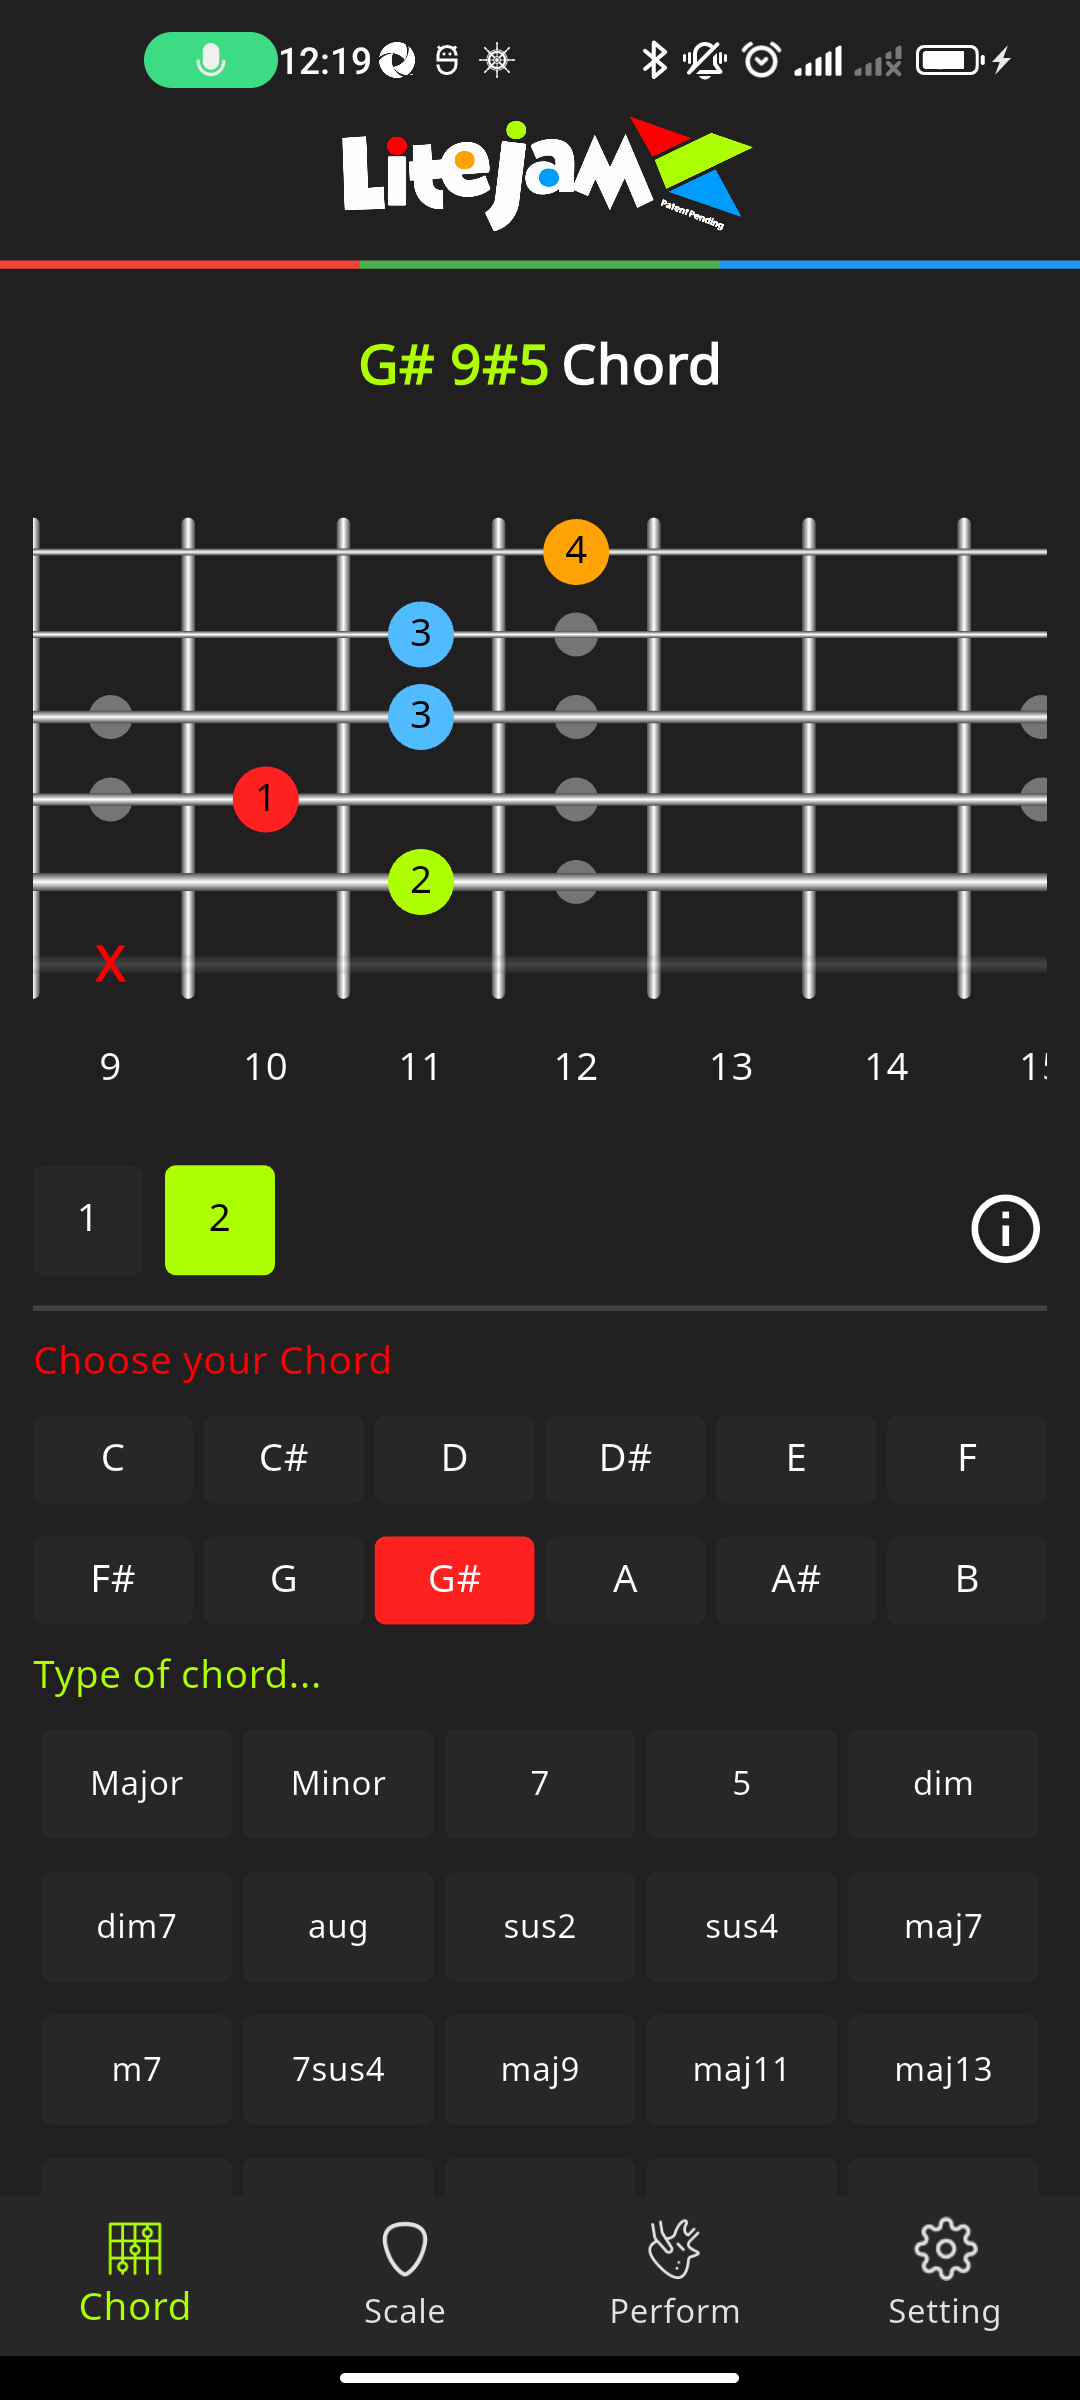 12:19
Litejam
Patent Pending
G# 9#5 Chord
4
3
3
1
2
X
9 10 11 12 13 14
1 2
Choose your Chord
C C# D D# E F
F# G G# A A# B
Type of chord...
Major Minor 7 5 dim
dim7 aug sus2 sus4 maj7
m7 7sus4 maj9 maj11 maj13
Chord Scale Perform Setting